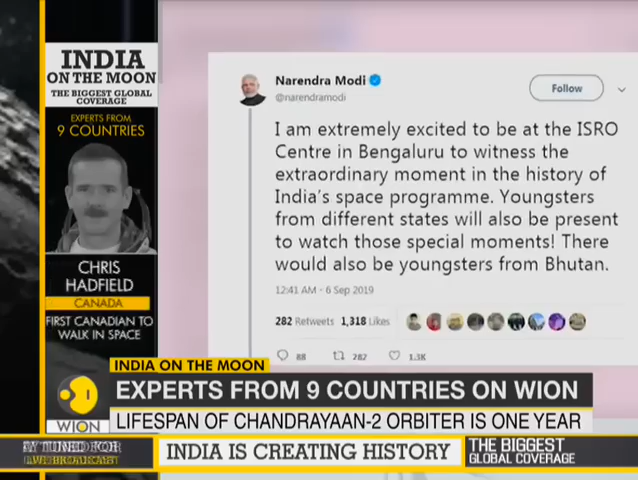 INDIA
ON THE MOON
THE BIGGEST GLOBAL
COVERAGE
EXPERTS FROM
9 COUNTRIES
CHRIS
HADFIELD
CANADA
FIRST CANADIAN TO
WALK IN SPACE
Narendra Modi
@narendramodi
Follow
I am extremely excited to be at the ISRO
Centre in Bengaluru to witness the
extraordinary moment in the history of
India's space programme. Youngsters
from different states will also be present
to watch those special moments! There
would also be youngsters from Bhutan.
12:41 AM - 6 Sep 2019
282 Retweets 1,318 Likes
88 282 1.3K
INDIA ON THE MOON
EXPERTS FROM 9 COUNTRIES ON WION
LIFESPAN OF CHANDRAYAAN-2 ORBITER IS ONE YEAR
WION
INDIA IS CREATING HISTORY
THE BIGGEST
GLOBAL COVERAGE